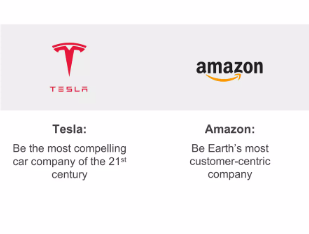 TESLA
amazon
Tesla:
Be the most compelling
car company of the 21st
century
Amazon:
Be Earth's most
customer-centric
company